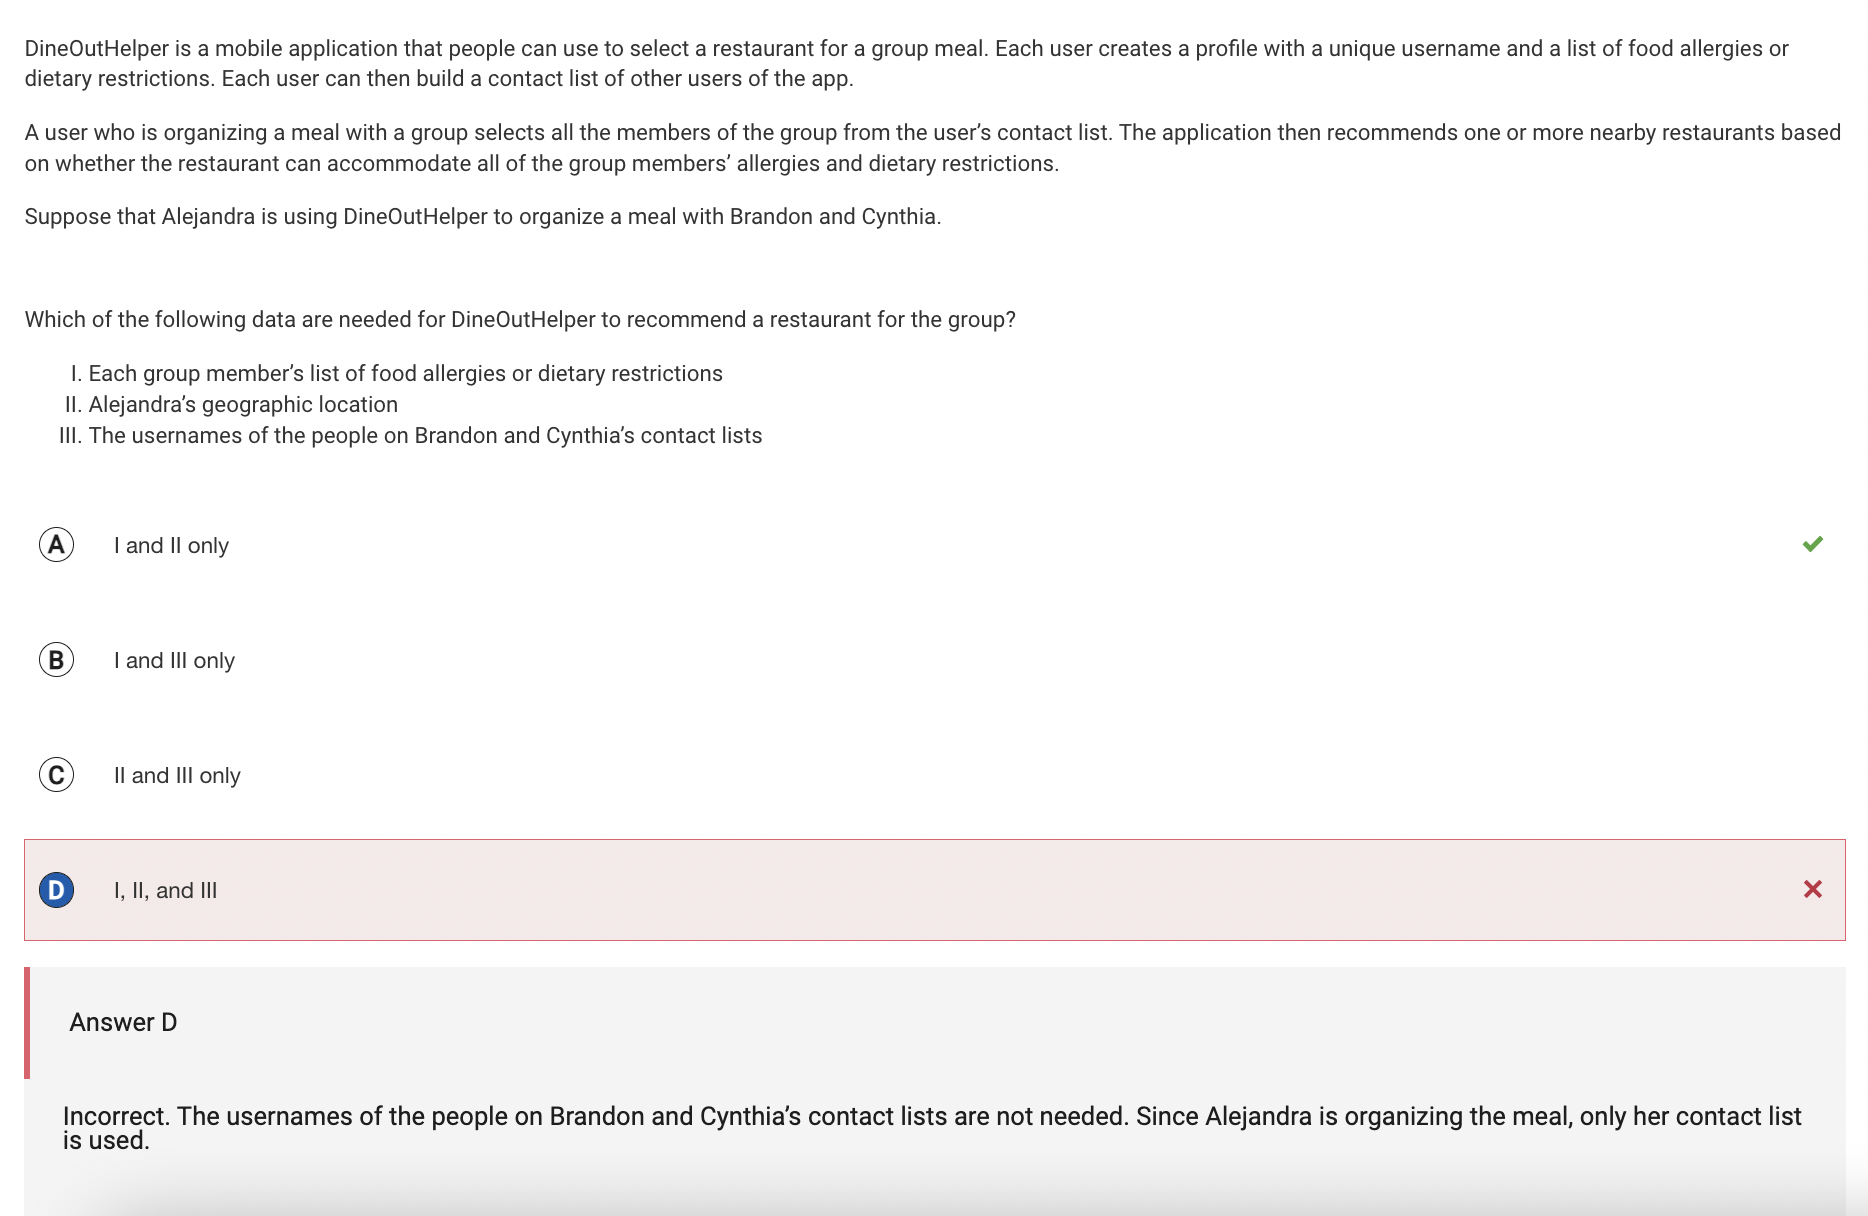 DineOutHelper is a mobile application that people can use to select a restaurant for a group meal. Each user creates a profile with a unique username and a list of food allergies or
dietary restrictions. Each user can then build a contact list of other users of the app.
A user who is organizing a meal with a group selects all the members of the group from the user’s contact list. The application then recommends one or more nearby restaurants based
on whether the restaurant can accommodate all of the group members’ allergies and dietary restrictions.
Suppose that Alejandra is using DineOutHelper to organize a meal with Brandon and Cynthia.
Which of the following data are needed for DineOutHelper to recommend a restaurant for the group?
I. Each group member’s list of food allergies or dietary restrictions
II. Alejandra’s geographic location
III. The usernames of the people on Brandon and Cynthia’s contact lists
A I and II only
B I and III only
C II and III only
D I, II, and III
Answer D
Incorrect. The usernames of the people on Brandon and Cynthia’s contact lists are not needed. Since Alejandra is organizing the meal, only her contact list
is used.